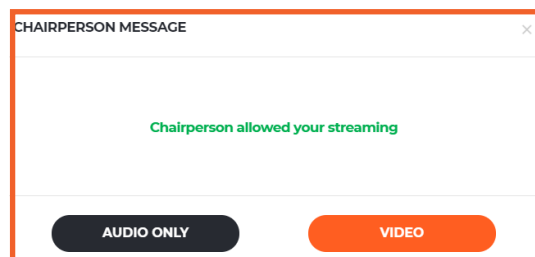 CHAIRPERSON MESSAGE
Chairperson allowed your streaming
AUDIO ONLY
VIDEO